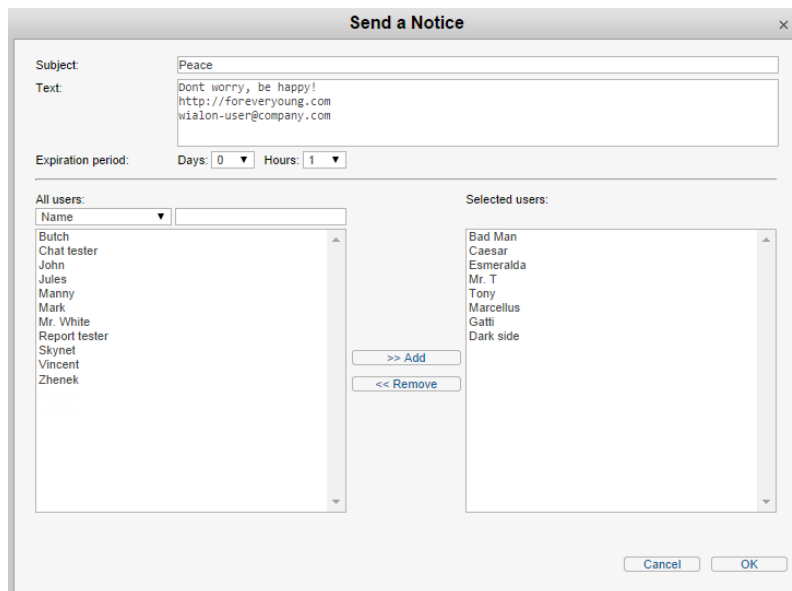 Send a Notice ×
Subject: Peace
Text: Dont worry, be happy!
http://foreveryoung.com
wialon-user@company.com
Expiration period: Days: 0 ▼ Hours: 1 ▼
All users:
Name ▼
Butch
Chat tester
John
Jules
Manny
Mark
Mr. White
Report tester
Skynet
Vincent
Zhenek
>> Add
<< Remove
Selected users:
Bad Man
Caesar
Esmeralda
Mr. T
Tony
Marcellus
Gatti
Dark side
Cancel OK